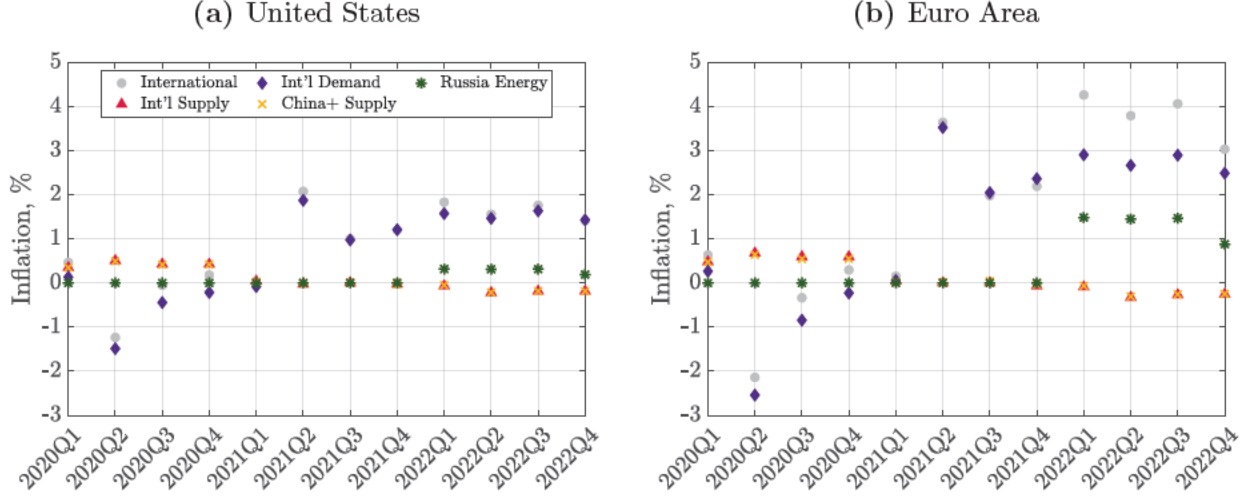 (a) United States
Inflation, %
5
4
3
2
1
0
-1
-2
-3
International
Int'l Demand
Russia Energy
Int'l Supply
China+ Supply
2020Q1
2020Q2
2020Q3
2020Q4
2021Q1
2021Q2
2021Q3
2021Q4
2022Q1
2022Q2
2022Q3
2022Q4
(b) Euro Area
Inflation, %
5
4
3
2
1
0
-1
-2
-3
2020Q1
2020Q2
2020Q3
2020Q4
2021Q1
2021Q2
2021Q3
2021Q4
2022Q1
2022Q2
2022Q3
2022Q4